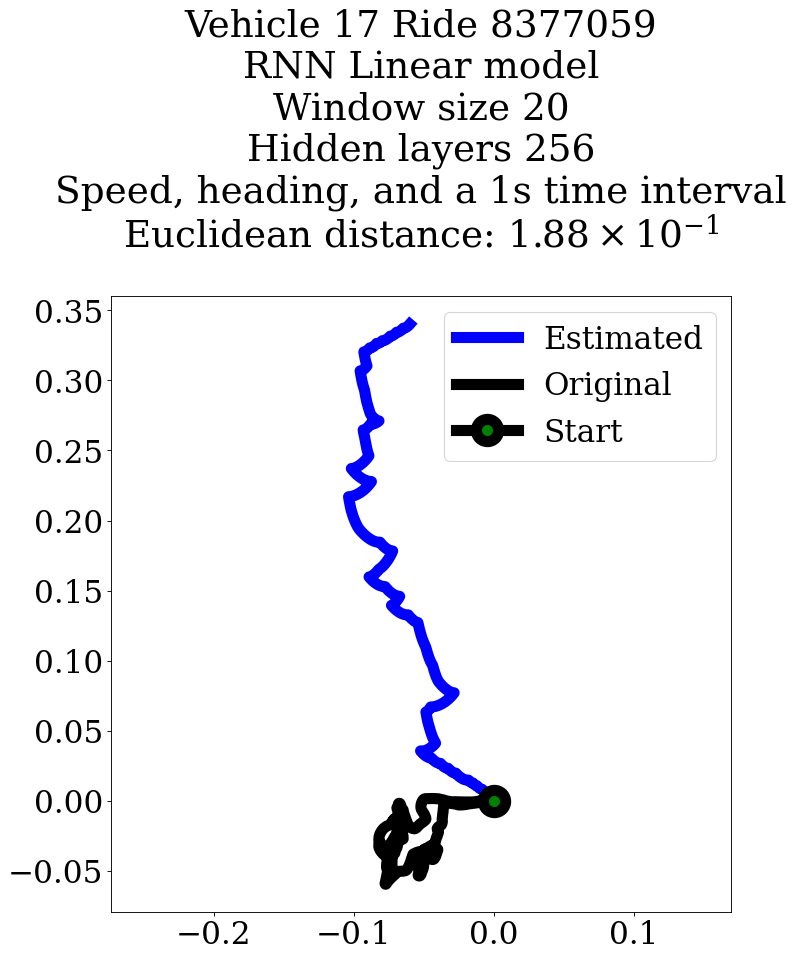 Vehicle 17 Ride 8377059
RNN Linear model
Window size 20
Hidden layers 256
Speed, heading, and a 1s time interval
Euclidean distance: 1.88 × 10⁻¹
0.35
0.30
0.25
0.20
0.15
0.10
0.05
0.00
−0.05
Estimated
Original
Start
−0.2
−0.1
0.0
0.1